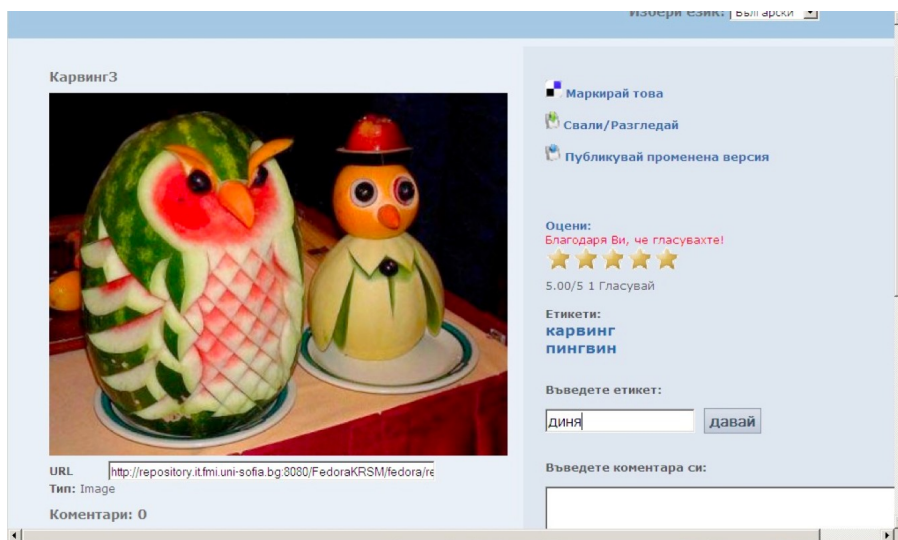 Избери език: Български
Карвинг3
Маркирай това
Свали/Разгледай
Публикувай променена версия
Оцени:
Благодаря Ви, че гласувахте!
5.00/5 1 Гласувай
Етикети:
карвинг
пингвин
Въведете етикет:
диня
давай
Въведете коментара си:
URL http://repository.it.fmi.uni-sofia.bg:8080/FedoraKRSM/fedora/re
Тип: Image
Коментари: 0